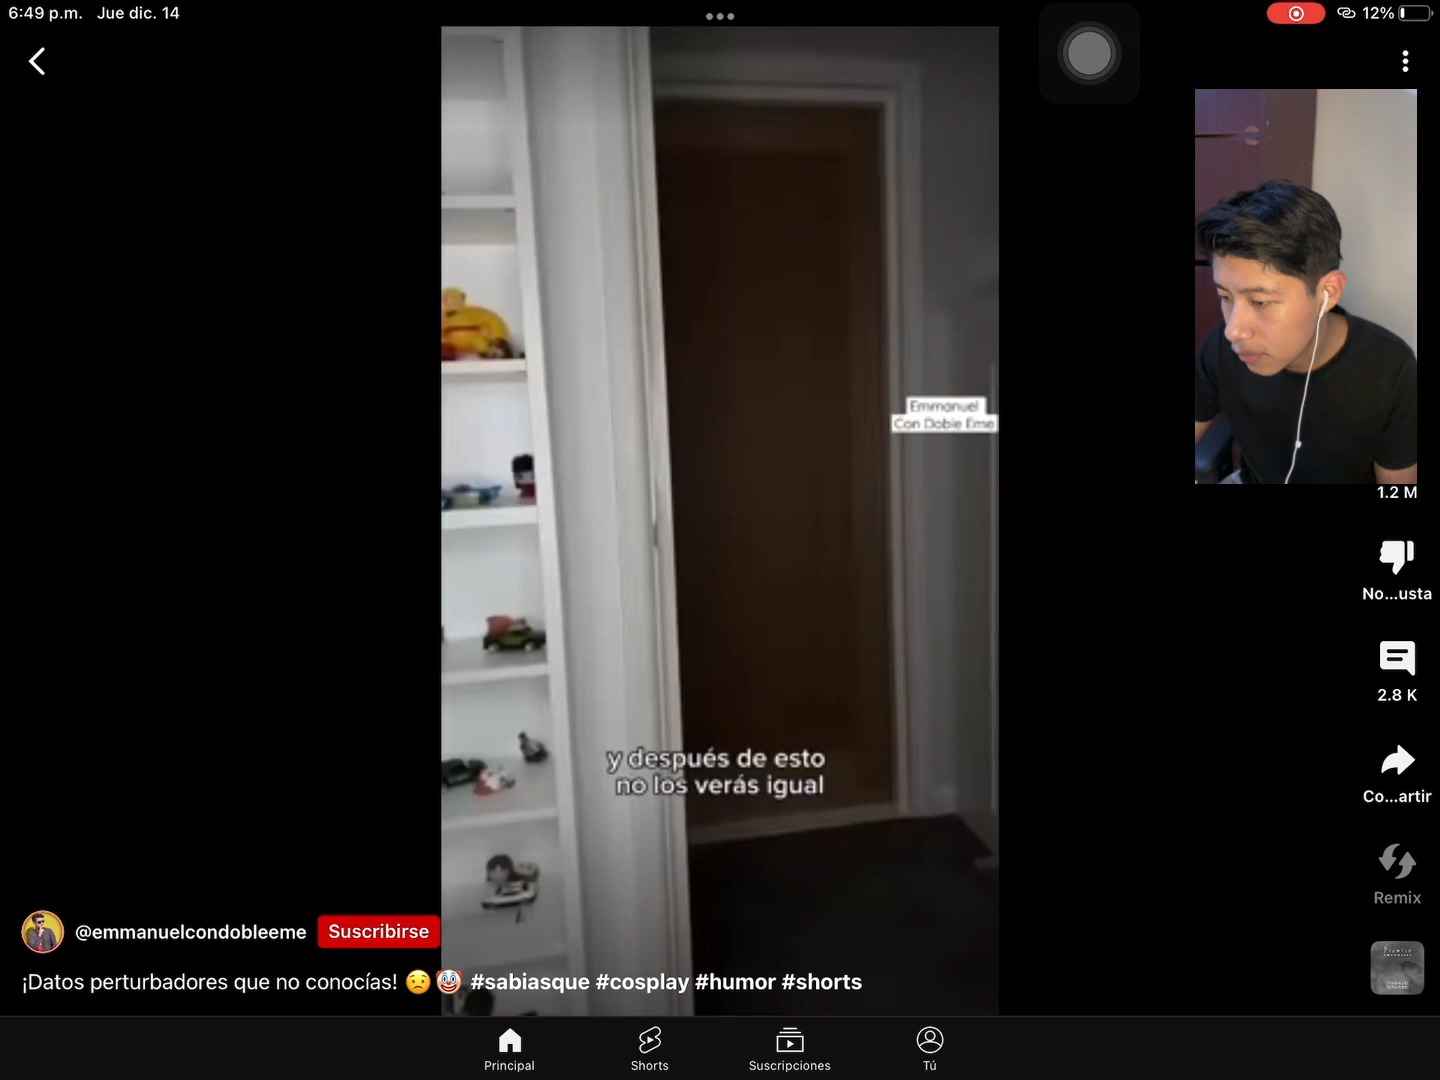 6:49 p.m. Jue dic. 14
12%
Emmanuel
Con Doble Eme
1.2 M
No...usta
2.8 K
Co...artir
Remix
y después de esto
no los verás igual
@emmanuelcondobleeme
Suscribirse
¡Datos perturbadores que no conocías! 😟🤡 #sabiasque #cosplay #humor #shorts
Principal
Shorts
Suscripciones
Tú